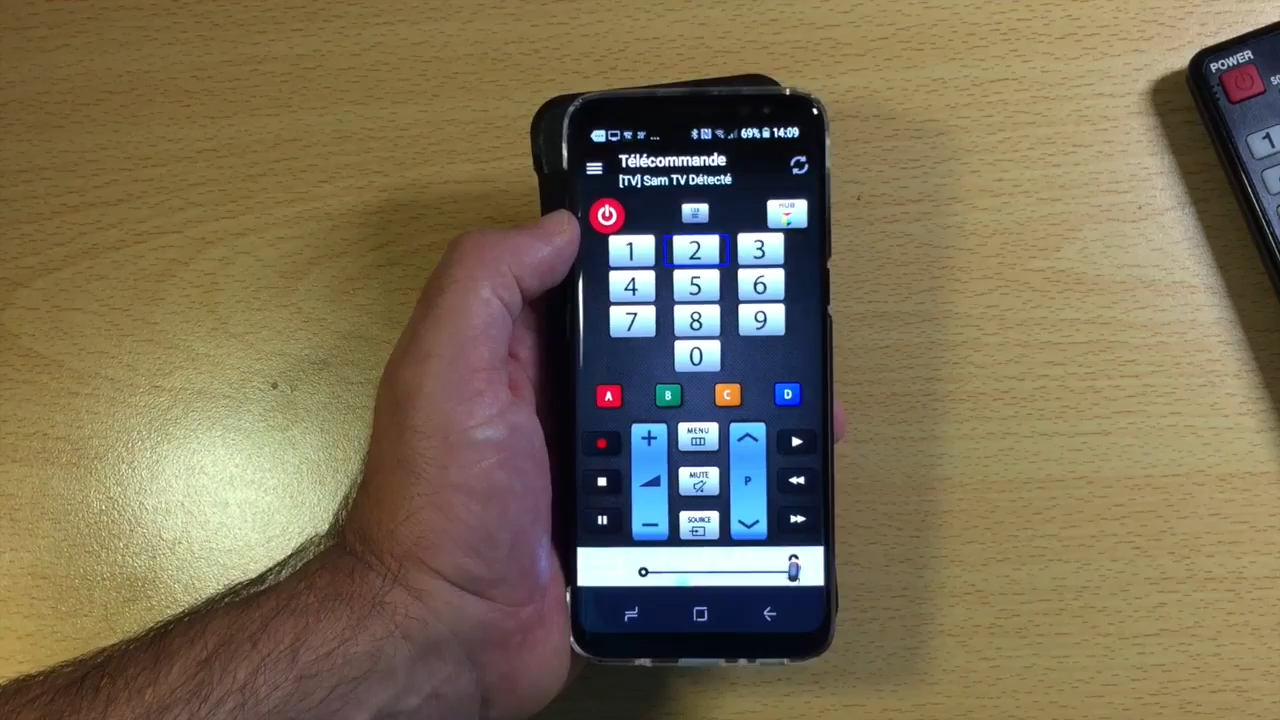 69% 14:09
Télécommande
[TV] Sam TV Détecté
HUB
1 2 3
4 5 6
7 8 9
0
A B C D
MENU
MUTE
P
SOURCE
POWER
1